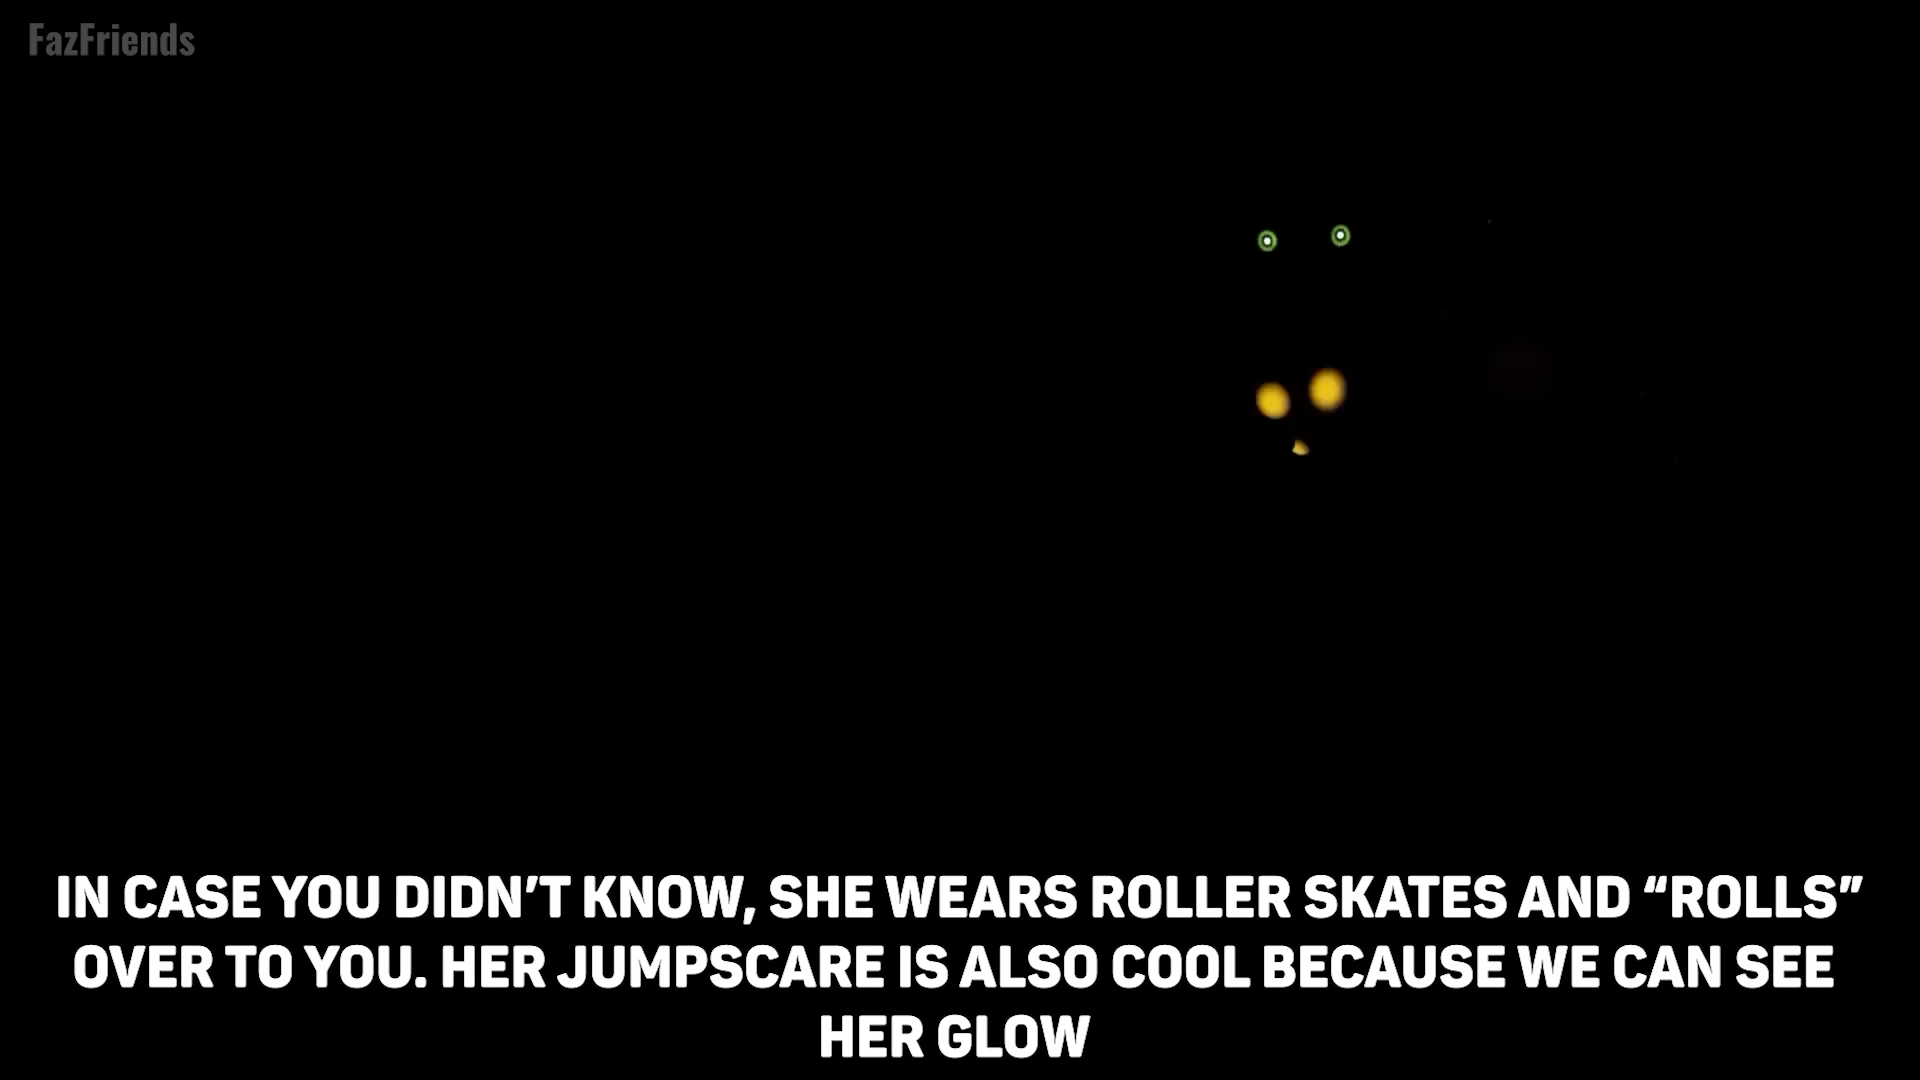 FazFriends
IN CASE YOU DIDN’T KNOW, SHE WEARS ROLLER SKATES AND “ROLLS”
OVER TO YOU. HER JUMPSCARE IS ALSO COOL BECAUSE WE CAN SEE
HER GLOW